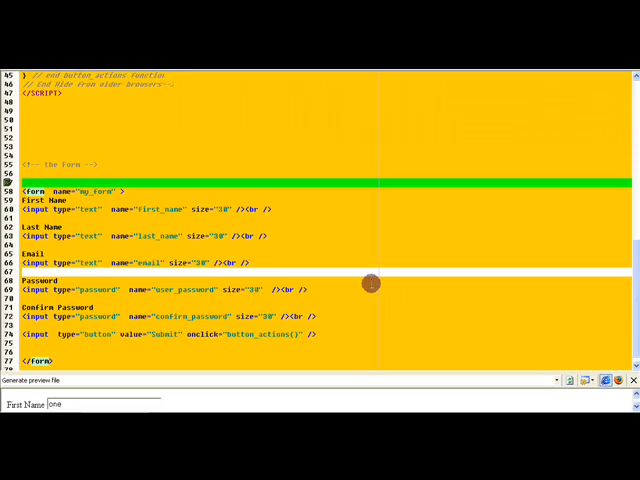 45 } // end button_actions function
46 // End Hide from older browsers-->
47 </SCRIPT>
48
49
50
51
52
53
54
55 <!-- the Form -->
56
58 <form name="my_form" >
59 First Name
60 <input type="text" name="first_name" size="30" /><br />
61
62 Last Name
63 <input type="text" name="last_name" size="30" /><br />
64
65 Email
66 <input type="text" name="email" size="30" /><br />
67
68 Password
69 <input type="password" name="user_password" size="30" /><br />
70
71 Confirm Password
72 <input type="password" name="confirm_password" size="30" /><br />
73
74 <input type="button" value="Submit" onclick="button_actions()" />
75
76
77 </form>
78
Generate preview file
First Name one